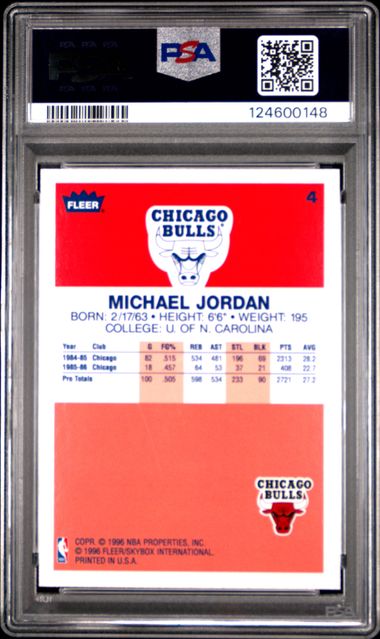 PSA PSA PSA
PSA
124600148
FLEER
4
CHICAGO
BULLS
MICHAEL JORDAN
BORN: 2/17/63 • HEIGHT: 6'6" • WEIGHT: 195
COLLEGE: U. OF N. CAROLINA
Year Club G FG% REB AST STL BLK PTS AVG
1984-85 Chicago 82 .515 534 481 196 69 2313 28.2
1985-86 Chicago 18 .457 64 53 37 21 408 22.7
Pro Totals 100 .505 598 534 233 90 2721 27.2
CHICAGO
BULLS
COPR. © 1996 NBA PROPERTIES, INC.
© 1996 FLEER/SKYBOX INTERNATIONAL.
PRINTED IN U.S.A.
PSA